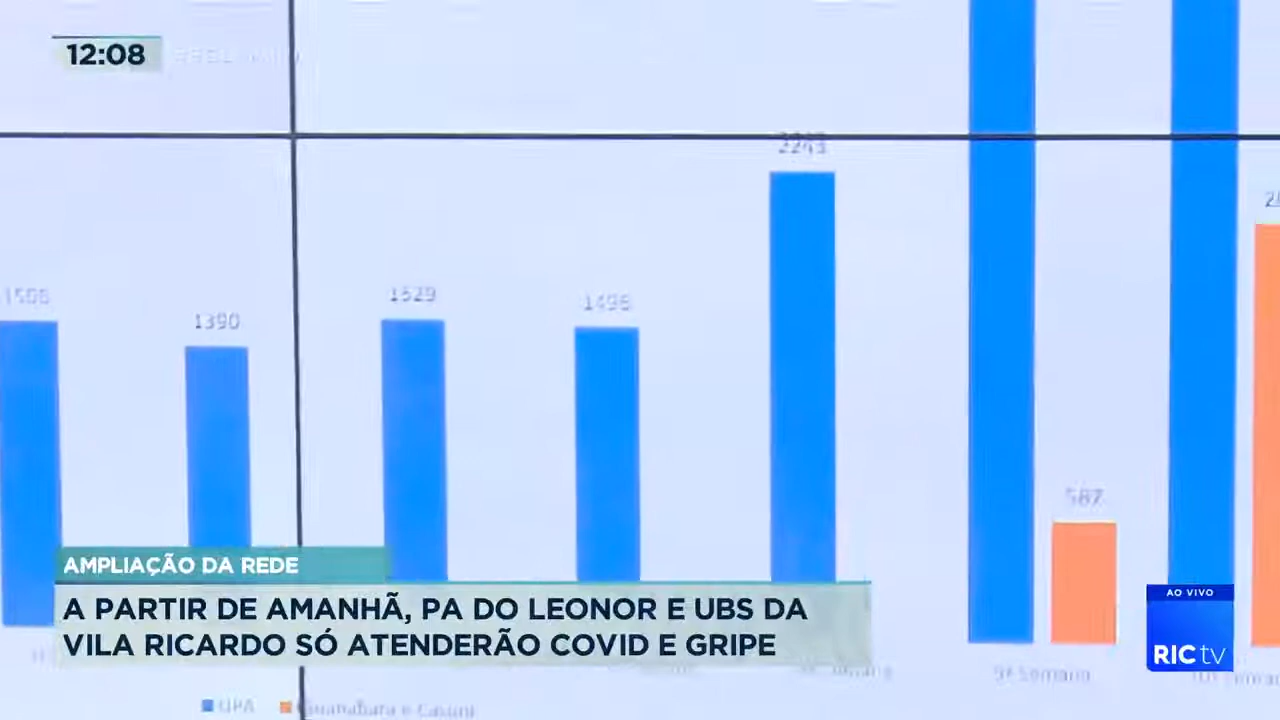 12:08
2243
1529
1496
1390
587
AMPLIAÇÃO DA REDE
A PARTIR DE AMANHÃ, PA DO LEONOR E UBS DA
VILA RICARDO SÓ ATENDERÃO COVID E GRIPE
AO VIVO
RIC tv
9ª Semana
UPA